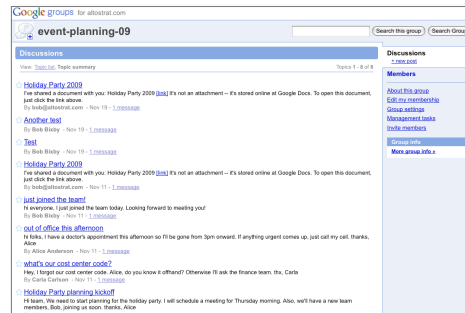 Google groups for altostrat.com
event-planning-09
Search this group
Search Grou
Discussions
View: Topic list, Topic summary
Topics 1 - 8 of 8
Holiday Party 2009
I've shared a document with you: Holiday Party 2009 [link] It's not an attachment -- it's stored online at Google Docs. To open this document,
just click the link above.
By bob@altostrat.com - Nov 19 - 1 message
Another test
By Bob Bixby - Nov 19 - 1 message
Test
By Bob Bixby - Nov 19 - 1 message
Holiday Party 2009
I've shared a document with you: Holiday Party 2009 [link] It's not an attachment -- it's stored online at Google Docs. To open this document,
just click the link above.
By bob@altostrat.com - Nov 11 - 1 message
just joined the team!
hi everyone, I just joined the team today. Looking forward to meeting you!
By Bob Bixby - Nov 11 - 1 message
out of office this afternoon
hi folks, I have a doctor's appointment this afternoon so I'll be gone from 3pm onward. If anything urgent comes up, just call my cell. thanks,
Alice
By Alice Anderson - Nov 11 - 1 message
what's our cost center code?
Hey, I forgot our cost center code. Alice, do you know it offhand? Otherwise I'll ask the finance team. thx, Carla
By Carla Carlson - Nov 11 - 1 message
Holiday Party planning kickoff
Hi team, We need to start planning for the holiday party. I will schedule a meeting for Thursday morning. Also, we'll have a new team
members, Bob, joining us soon. thanks, Alice
Discussions
+ new post
Members
About this group
Edit my membership
Group settings
Management tasks
Invite members
Group info
More group info »